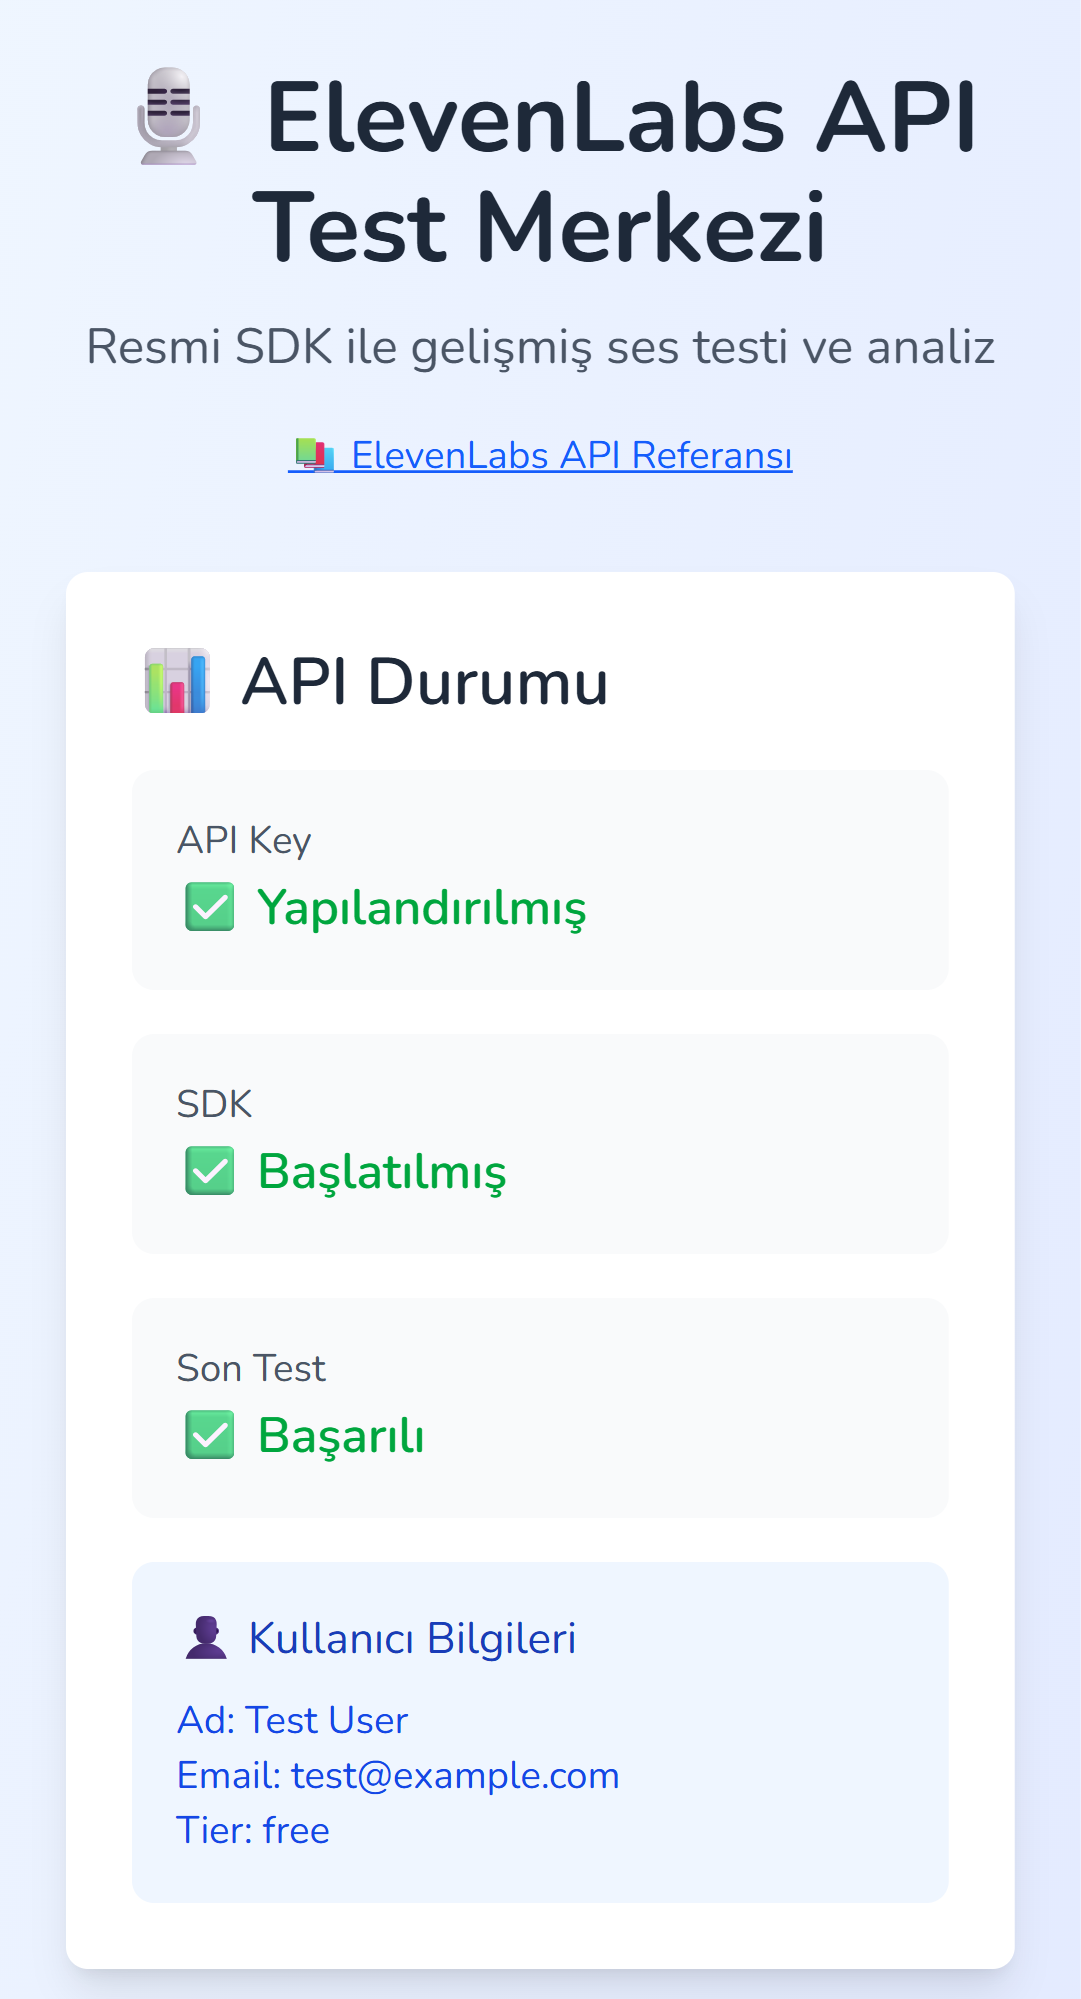 ElevenLabs API
Test Merkezi
Resmi SDK ile gelişmiş ses testi ve analiz
ElevenLabs API Referansı
API Durumu
API Key
Yapılandırılmış
SDK
Başlatılmış
Son Test
Başarılı
Kullanıcı Bilgileri
Ad: Test User
Email: test@example.com
Tier: free